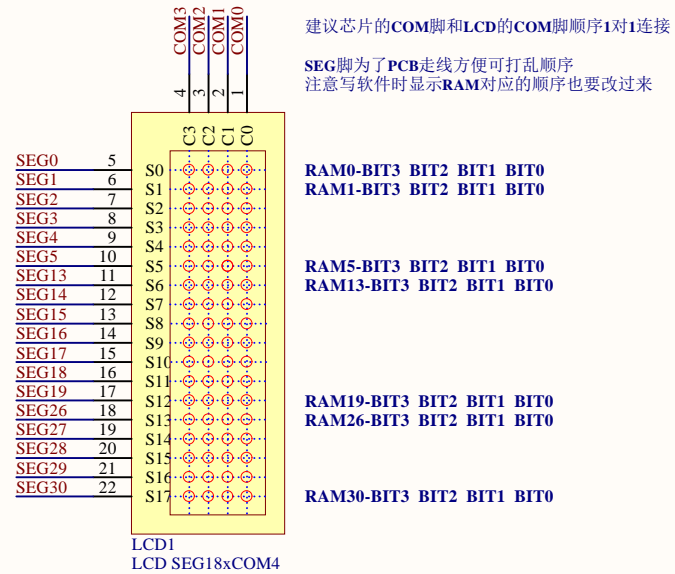 COM3
COM2
COM1
COM0
建议芯片的COM脚和LCD的COM脚顺序1对1连接
SEG脚为了PCB走线方便可打乱顺序
注意写软件时显示RAM对应的顺序也要改过来
4
3
2
1
C3
C2
C1
C0
SEG0 5 S0 RAM0-BIT3 BIT2 BIT1 BIT0
SEG1 6 S1 RAM1-BIT3 BIT2 BIT1 BIT0
SEG2 7 S2
SEG3 8 S3
SEG4 9 S4
SEG5 10 S5 RAM5-BIT3 BIT2 BIT1 BIT0
SEG13 11 S6 RAM13-BIT3 BIT2 BIT1 BIT0
SEG14 12 S7
SEG15 13 S8
SEG16 14 S9
SEG17 15 S10
SEG18 16 S11
SEG19 17 S12 RAM19-BIT3 BIT2 BIT1 BIT0
SEG26 18 S13 RAM26-BIT3 BIT2 BIT1 BIT0
SEG27 19 S14
SEG28 20 S15
SEG29 21 S16
SEG30 22 S17 RAM30-BIT3 BIT2 BIT1 BIT0
LCD1
LCD SEG18xCOM4